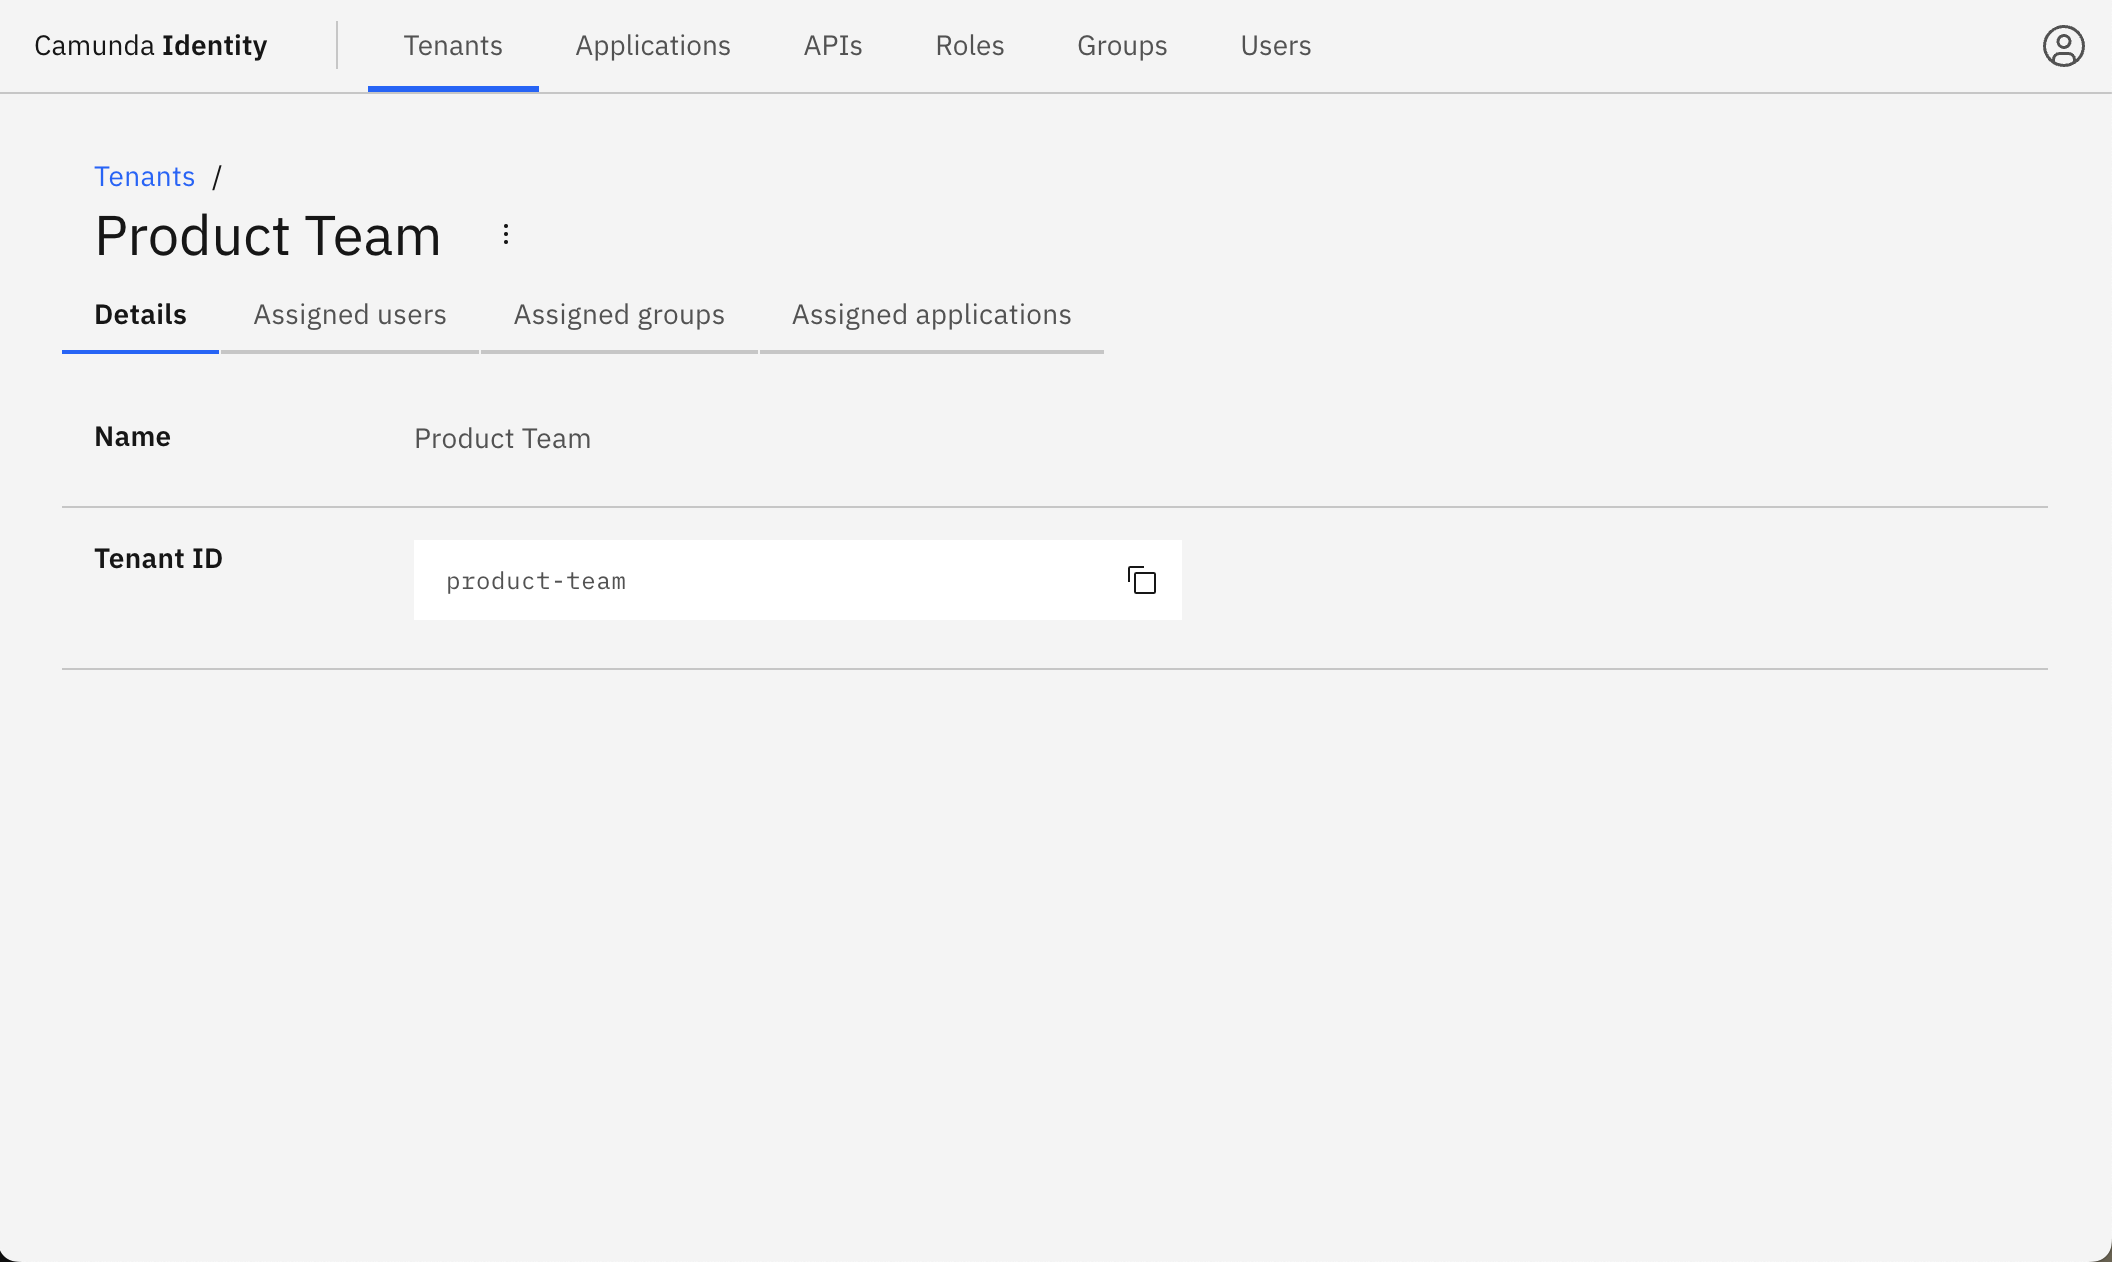 Camunda Identity Tenants Applications APIs Roles Groups Users
Tenants /
Product Team
Details Assigned users Assigned groups Assigned applications
Name Product Team
Tenant ID product-team